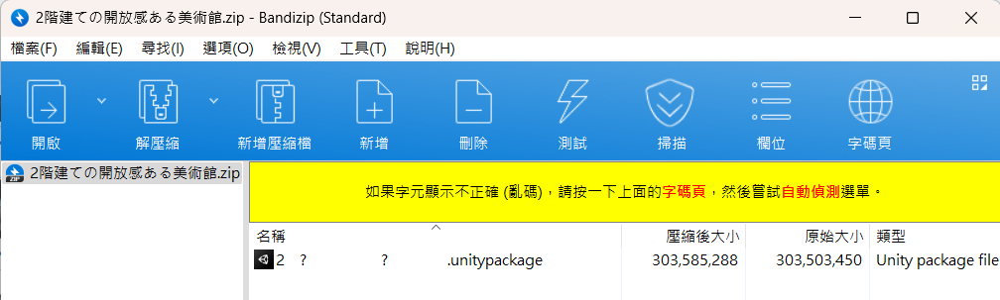 2階建ての開放感ある美術館.zip - Bandizip (Standard)
檔案(F) 編輯(E) 尋找(I) 選項(O) 檢視(V) 工具(T) 說明(H)
開啟 解壓縮 新增壓縮檔 新增 刪除 測試 掃描 欄位 字碼頁
2階建ての開放感ある美術館.zip
如果字元顯示不正確 (亂碼)，請按一下上面的字碼頁，然後嘗試自動偵測選單。
名稱 壓縮後大小 原始大小 類型
2 ? ? .unitypackage 303,585,288 303,503,450 Unity package file